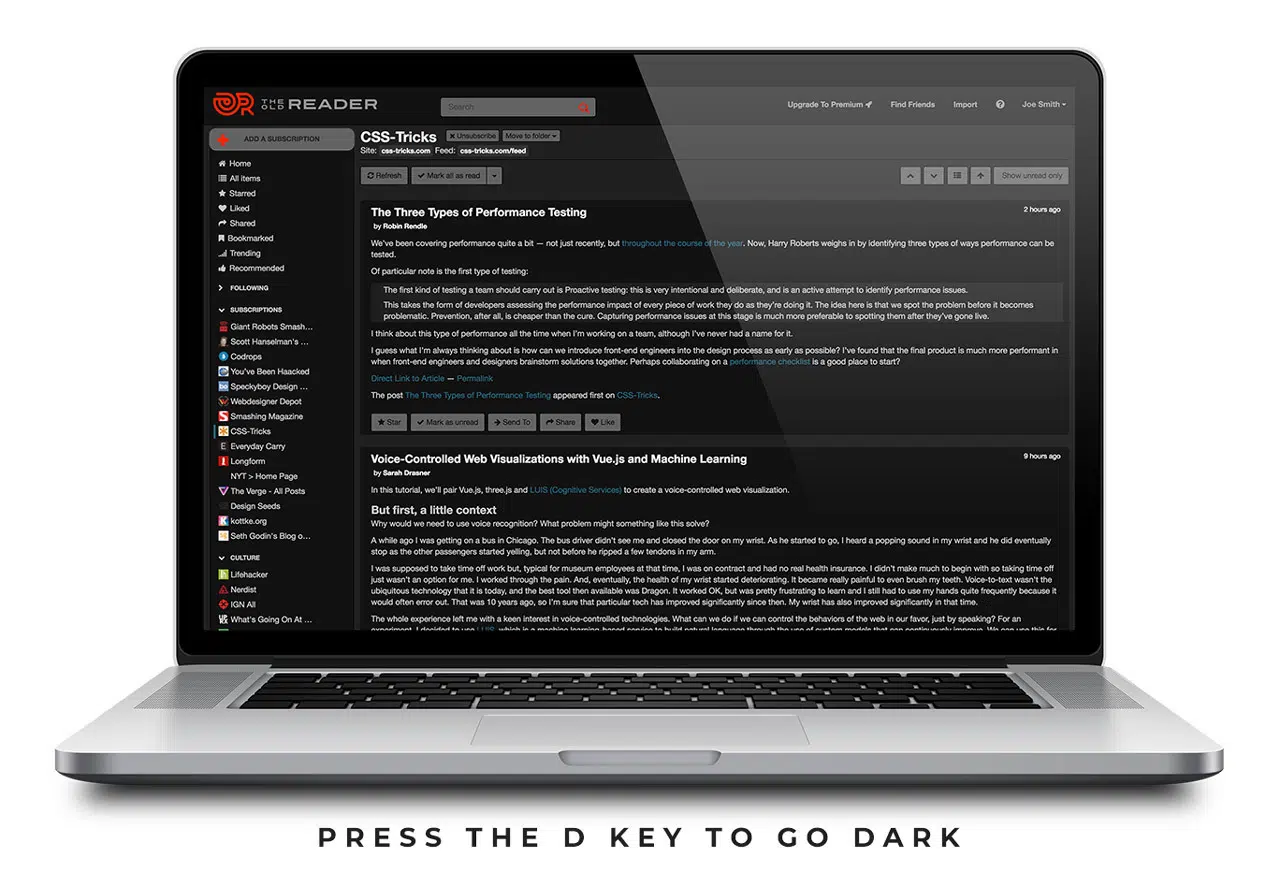 THE OLD READER
Search
Upgrade To Premium
Find Friends
Import
?
Joe Smith
ADD A SUBSCRIPTION
Home
All items
Starred
Liked
Shared
Bookmarked
Trending
Recommended
FOLLOWING
SUBSCRIPTIONS
Giant Robots Smash...
Scott Hanselman's ...
Codrops
You've Been Haacked
Speckyboy Design ...
Webdesigner Depot
Smashing Magazine
CSS-Tricks
Everyday Carry
Longform
NYT > Home Page
The Verge - All Posts
Design Seeds
kottke.org
Seth Godin's Blog o...
CULTURE
Lifehacker
Nerdist
IGN All
What's Going On At ...
CSS-Tricks
Unsubscribe
Move to folder
Site: css-tricks.com Feed: css-tricks.com/feed
Refresh
Mark all as read
Show unread only
The Three Types of Performance Testing
2 hours ago
by Robin Rendle
We've been covering performance quite a bit — not just recently, but throughout the course of the year. Now, Harry Roberts weighs in by identifying three types of ways performance can be
tested.
Of particular note is the first type of testing:
The first kind of testing a team should carry out is Proactive testing: this is very intentional and deliberate, and is an active attempt to identify performance issues.
This takes the form of developers assessing the performance impact of every piece of work they do as they're doing it. The idea here is that we spot the problem before it becomes
problematic. Prevention, after all, is cheaper than the cure. Capturing performance issues at this stage is much more preferable to spotting them after they've gone live.
I think about this type of performance all the time when I'm working on a team, although I've never had a name for it.
I guess what I'm always thinking about is how can we introduce front-end engineers into the design process as early as possible? I've found that the final product is much more performant in
when front-end engineers and designers brainstorm solutions together. Perhaps collaborating on a performance checklist is a good place to start?
Direct Link to Article — Permalink
The post The Three Types of Performance Testing appeared first on CSS-Tricks.
Star
Mark as unread
Send To
Share
Like
Voice-Controlled Web Visualizations with Vue.js and Machine Learning
9 hours ago
by Sarah Drasner
In this tutorial, we'll pair Vue.js, three.js and LUIS (Cognitive Services) to create a voice-controlled web visualization.
But first, a little context
Why would we need to use voice recognition? What problem might something like this solve?
A while ago I was getting on a bus in Chicago. The bus driver didn't see me and closed the door on my wrist. As he started to go, I heard a popping sound in my wrist and he did eventually
stop as the other passengers started yelling, but not before he ripped a few tendons in my arm.
I was supposed to take time off work but, typical for museum employees at that time, I was on contract and had no real health insurance. I didn't make much to begin with so taking time off
just wasn't an option for me. I worked through the pain. And, eventually, the health of my wrist started deteriorating. It became really painful to even brush my teeth. Voice-to-text wasn't the
ubiquitous technology that it is today, and the best tool then available was Dragon. It worked OK, but was pretty frustrating to learn and I still had to use my hands quite frequently because it
would often error out. That was 10 years ago, so I'm sure that particular tech has improved significantly since then. My wrist has also improved significantly in that time.
The whole experience left me with a keen interest in voice-controlled technologies. What can we do if we can control the behaviors of the web in our favor, just by speaking? For an
experiment, I decided to use LUIS, which is a machine learning-based service to build natural language through the use of custom models that can continuously improve. We can use this for
PRESS THE D KEY TO GO DARK